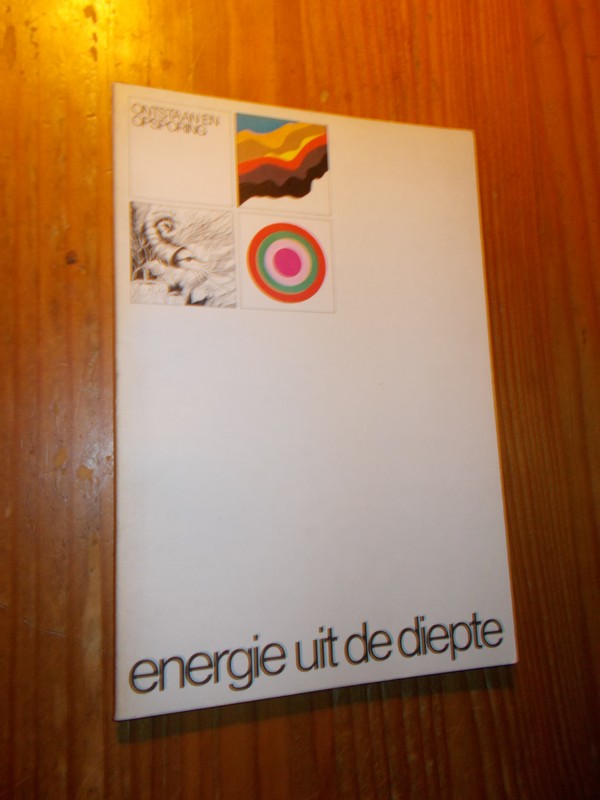 ONTSTAAN EN
OPSPORING
energie uit de diepte